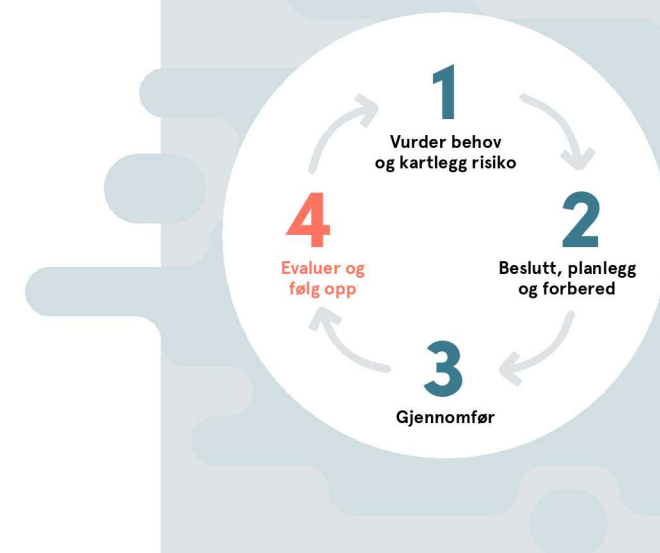 1
Vurder behov
og kartlegg risiko
2
Beslutt, planlegg
og forbered
3
Gjennomfør
4
Evaluer og
følg opp